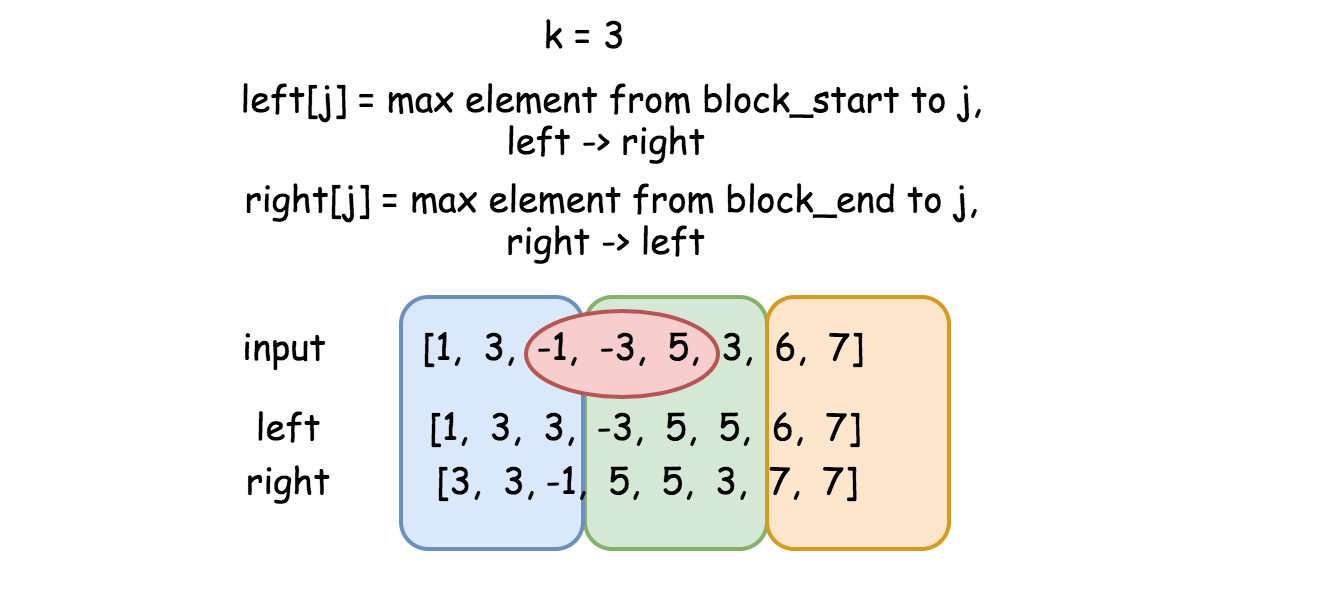 k = 3
left[j] = max element from block_start to j,
left -> right
right[j] = max element from block_end to j,
right -> left
input [1, 3, -1, -3, 5, 3, 6, 7]
left [1, 3, 3, -3, 5, 5, 6, 7]
right [3, 3, -1, 5, 5, 3, 7, 7]